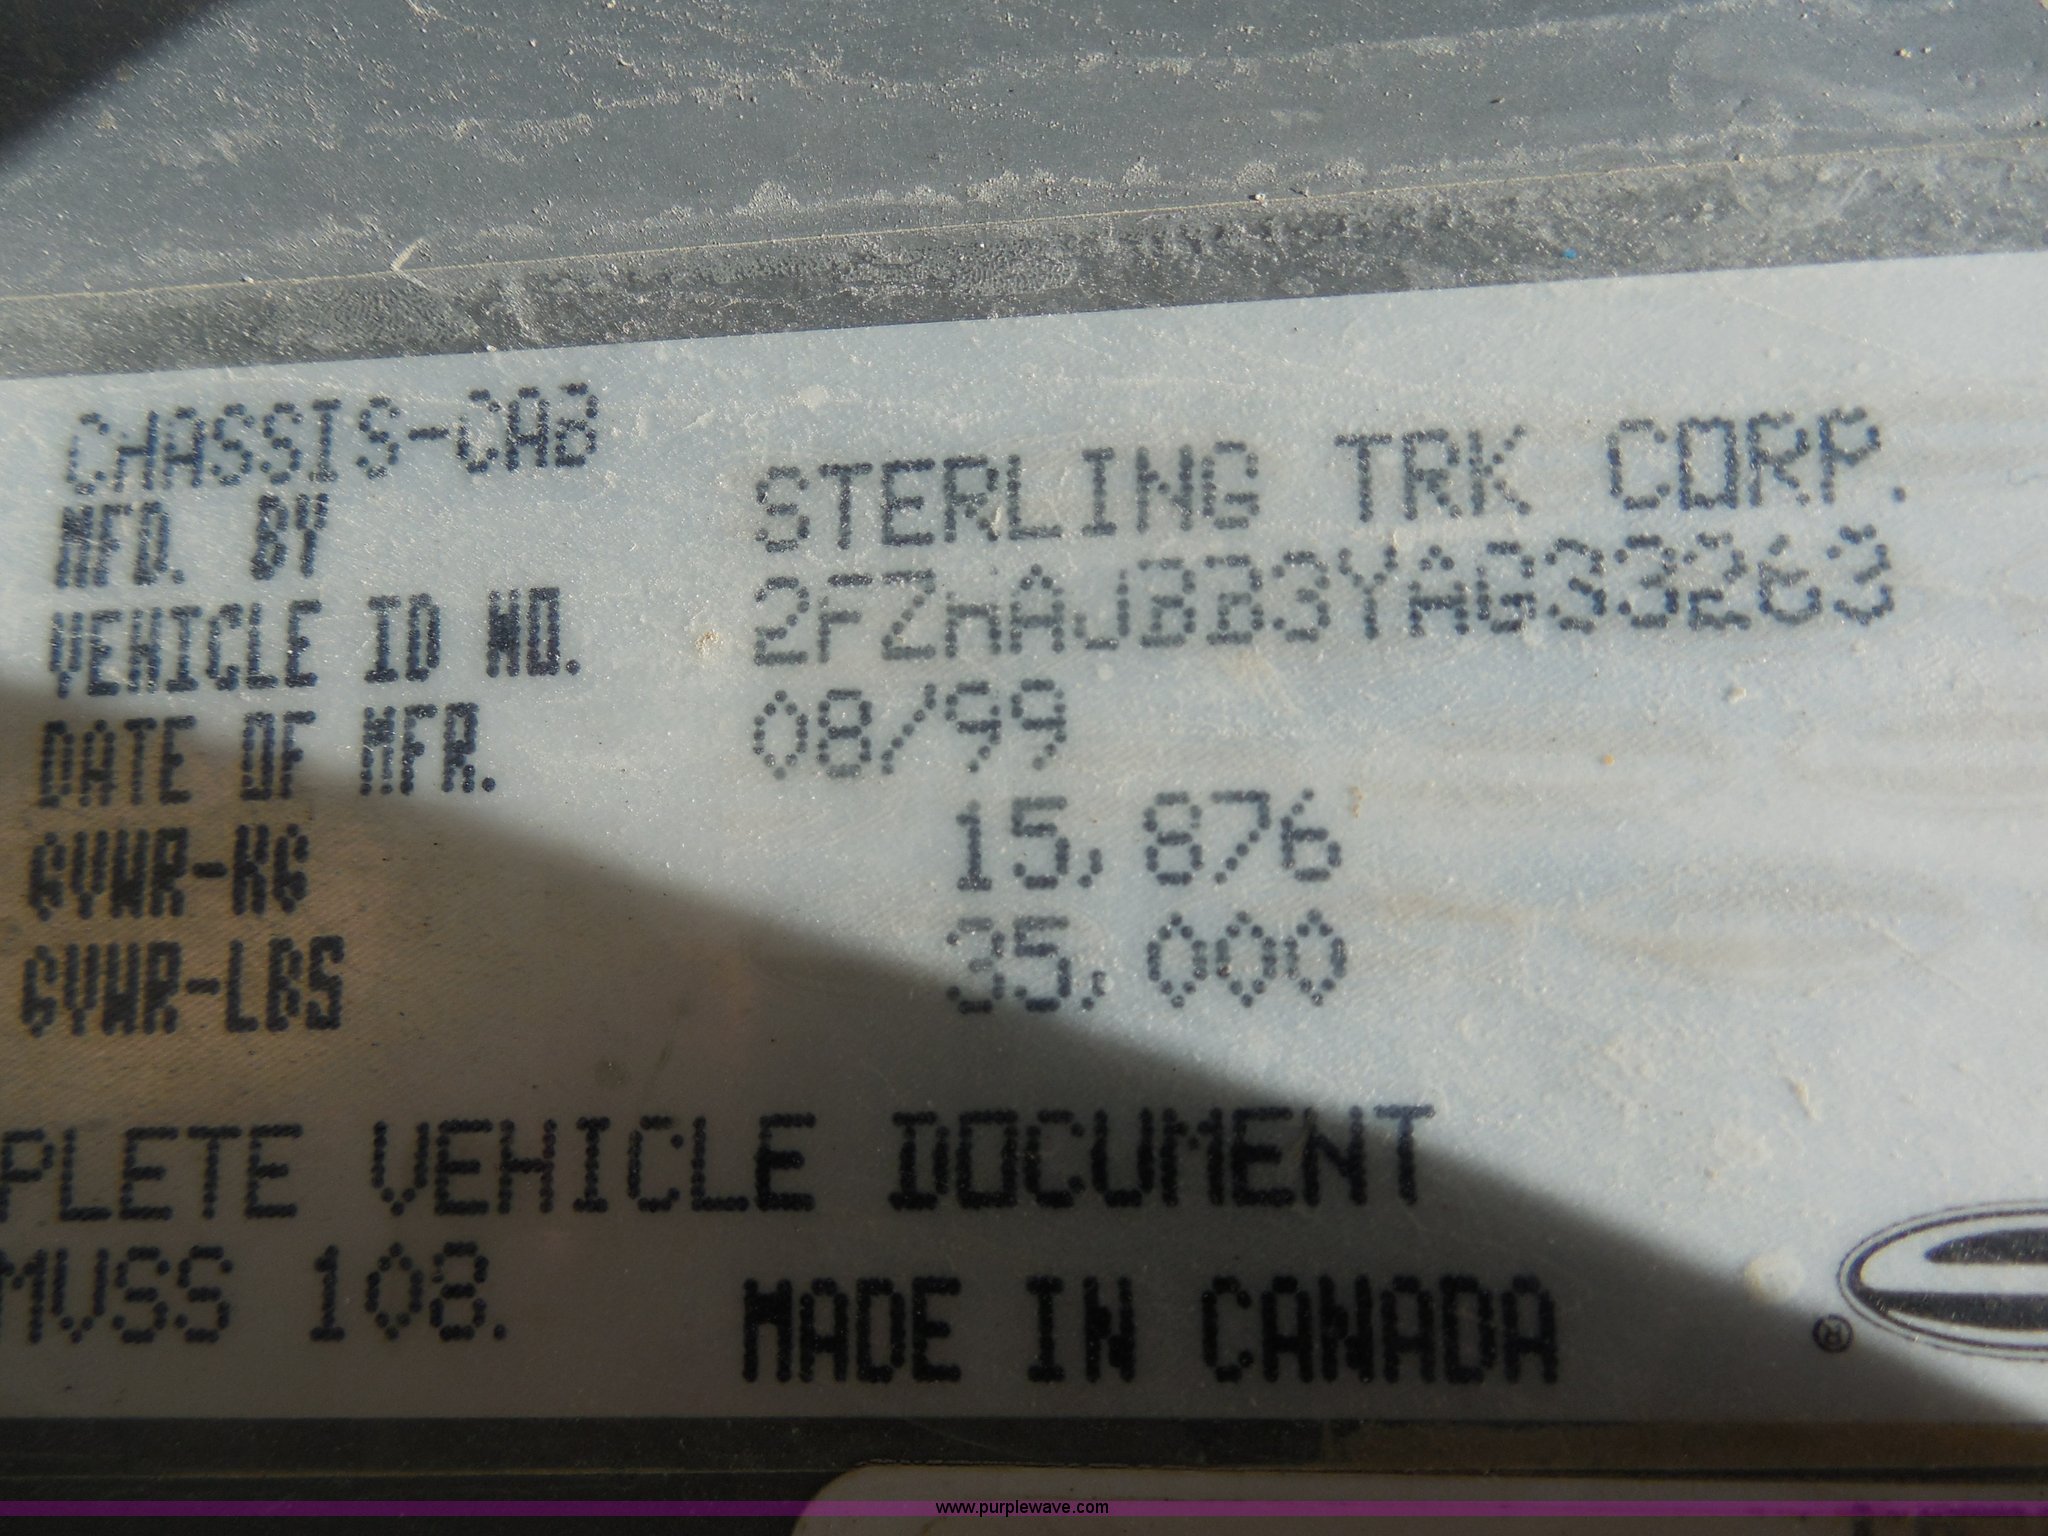 CHASSIS-CAB
MFD. BY STERLING TRK CORP.
VEHICLE ID NO. 2FZHAJBB3YAG33263
DATE OF MFR. 08/99
GVWR-KG 15,876
GVWR-LBS 35,000
PLETE VEHICLE DOCUMENT
MVSS 108.
MADE IN CANADA
®
www.purplewave.com